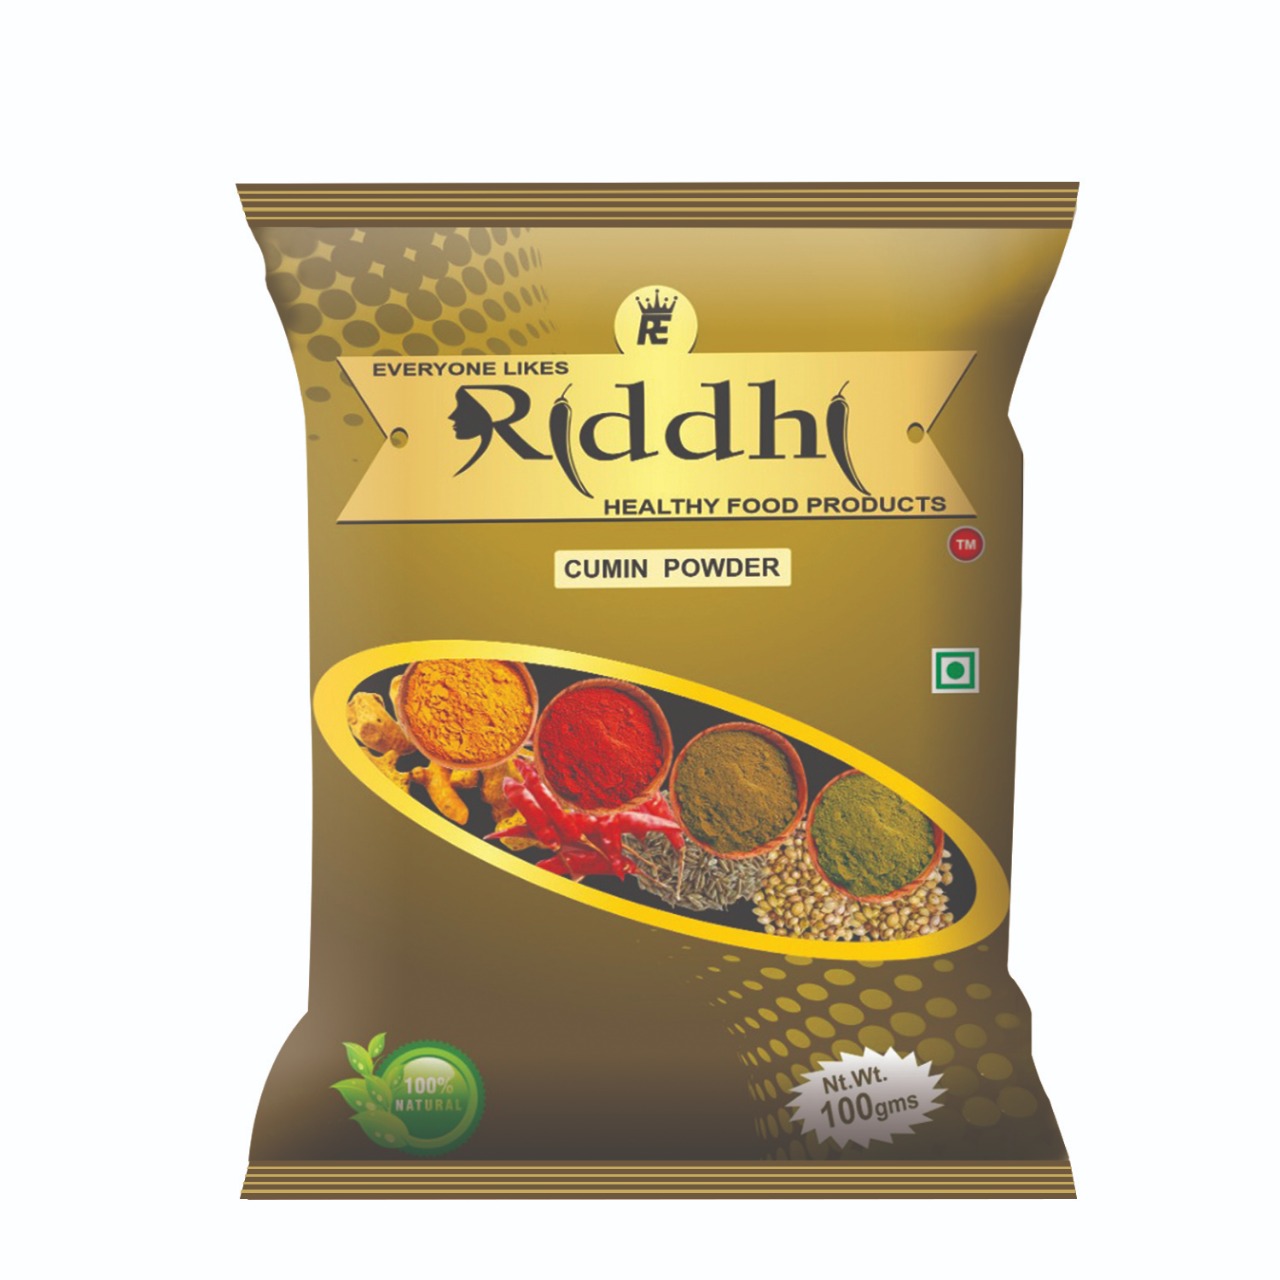 RE
EVERYONE LIKES
Riddhi
HEALTHY FOOD PRODUCTS
TM
CUMIN POWDER
100%
NATURAL
Nt.Wt.
100gms